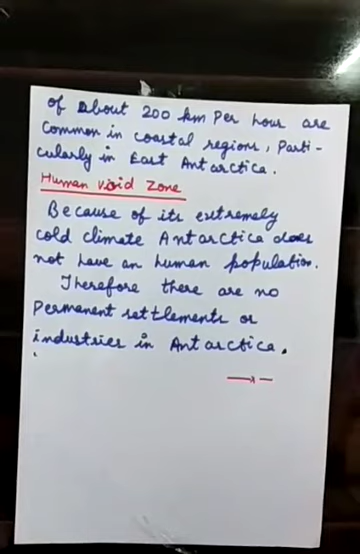 of about 200 km Per hour are
common in coastal regions, Parti-
cularly in East Antarctica.
Human void Zone
Because of its extremely
cold climate Antarctica does
not have an human population.
Therefore there are no
Permanent settlements or
industries in Antarctica.